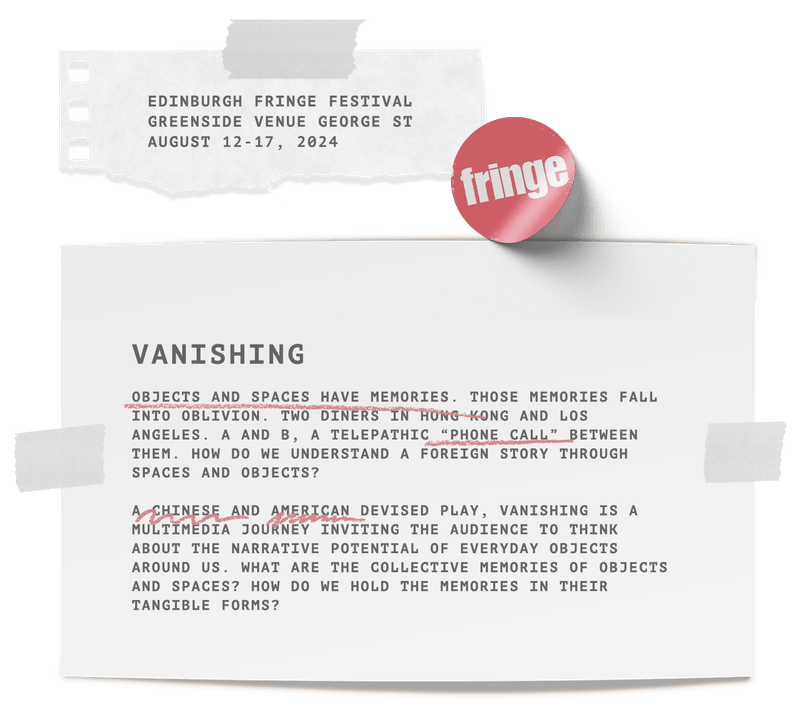 EDINBURGH FRINGE FESTIVAL
GREENSIDE VENUE GEORGE ST
AUGUST 12-17, 2024
fringe
VANISHING
OBJECTS AND SPACES HAVE MEMORIES. THOSE MEMORIES FALL
INTO OBLIVION. TWO DINERS IN HONG KONG AND LOS
ANGELES. A AND B, A TELEPATHIC “PHONE CALL” BETWEEN
THEM. HOW DO WE UNDERSTAND A FOREIGN STORY THROUGH
SPACES AND OBJECTS?
A CHINESE AND AMERICAN DEVISED PLAY, VANISHING IS A
MULTIMEDIA JOURNEY INVITING THE AUDIENCE TO THINK
ABOUT THE NARRATIVE POTENTIAL OF EVERYDAY OBJECTS
AROUND US. WHAT ARE THE COLLECTIVE MEMORIES OF OBJECTS
AND SPACES? HOW DO WE HOLD THE MEMORIES IN THEIR
TANGIBLE FORMS?